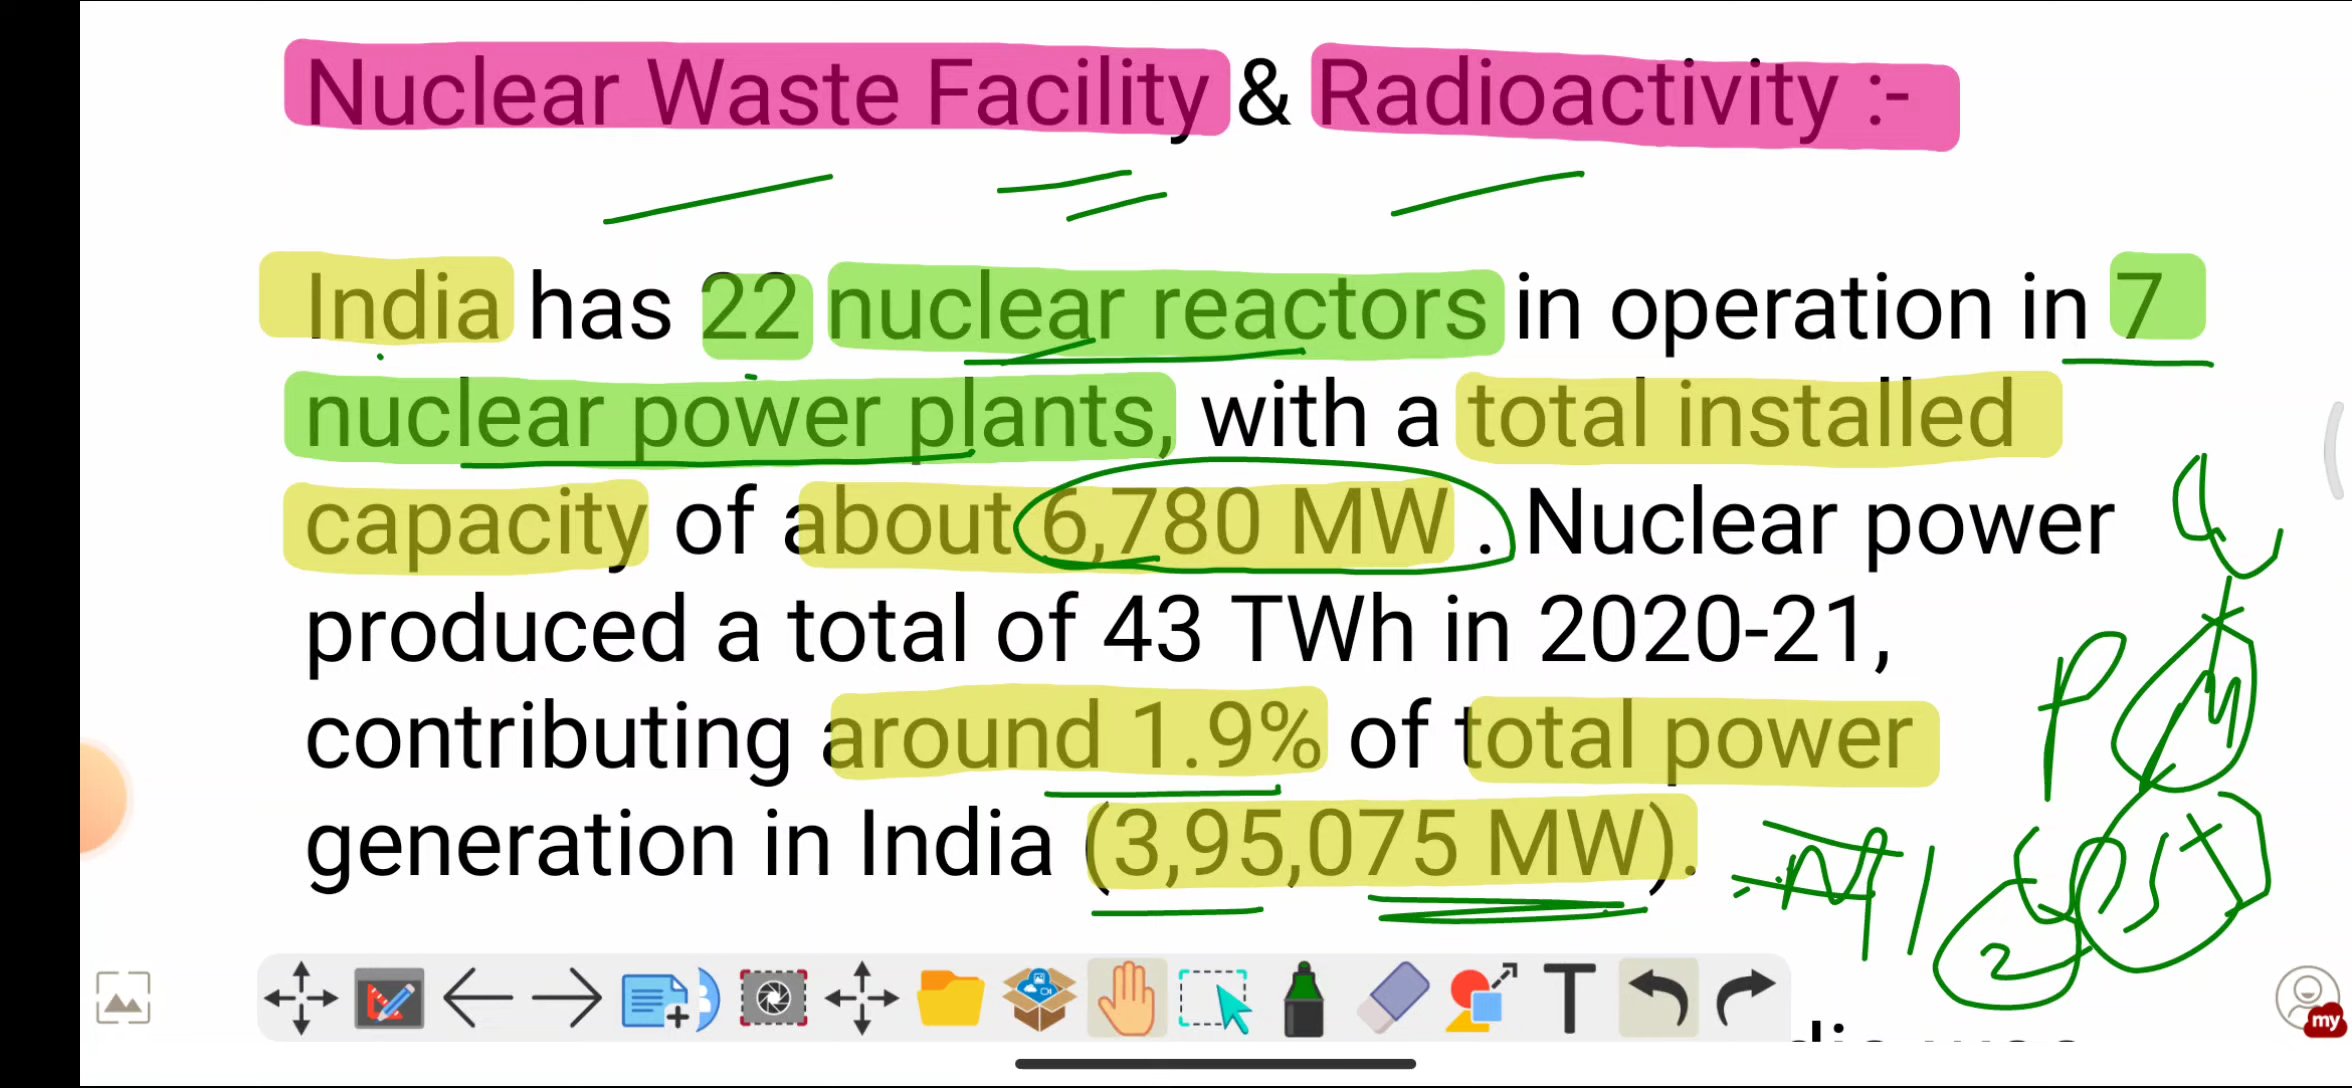 Nuclear Waste Facility & Radioactivity :-
India has 22 nuclear reactors in operation in 7
nuclear power plants, with a total installed
capacity of about 6,780 MW . Nuclear power
produced a total of 43 TWh in 2020-21,
contributing around 1.9% of total power
generation in India (3,95,075 MW).
P
M
2
T
my